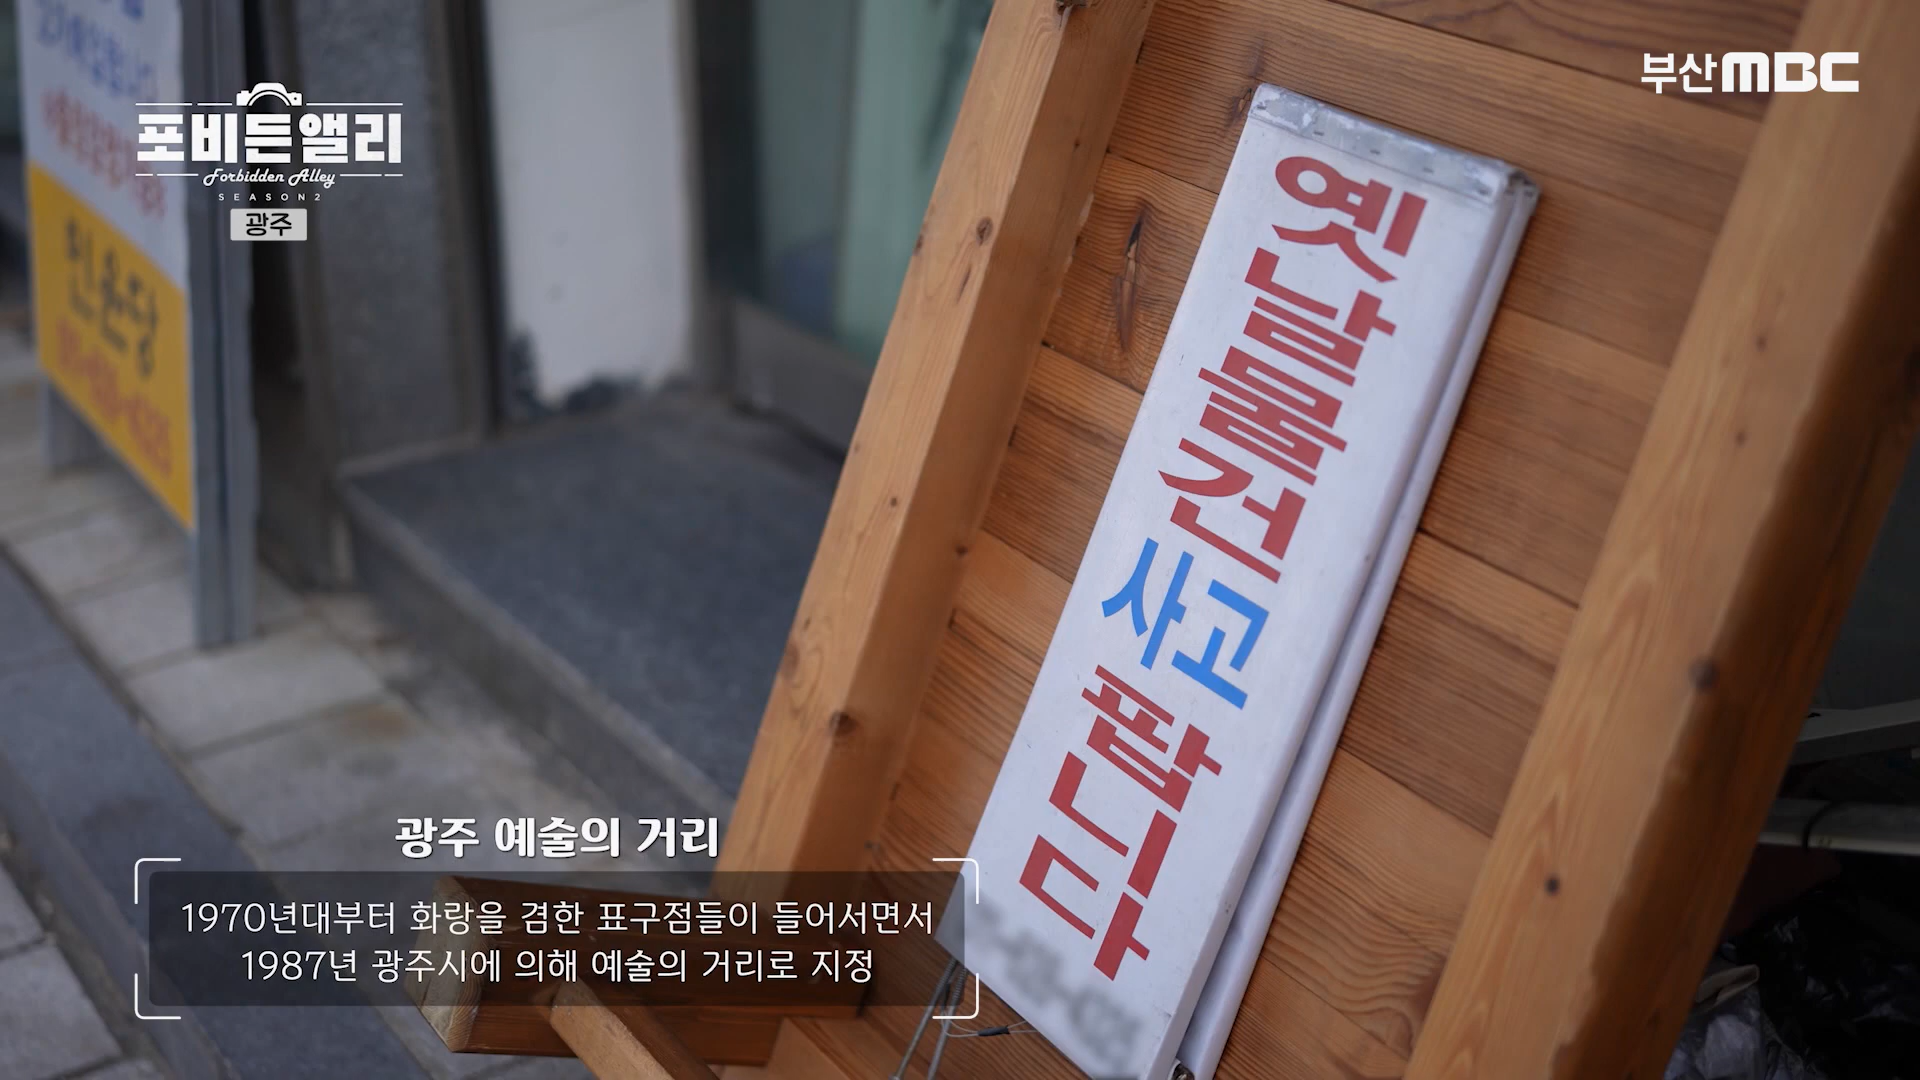 부산MBC
포비든앨리
Forbidden Alley
SEASON2
광주
옛날물건 사고 팝니다
광주 예술의 거리
1970년대부터 화랑을 겸한 표구점들이 들어서면서
1987년 광주시에 의해 예술의 거리로 지정